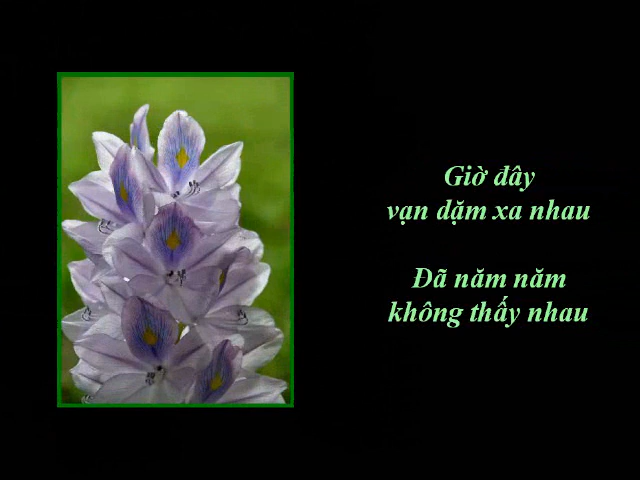 Giờ đây
vạn dặm xa nhau
Đã năm năm
không thấy nhau